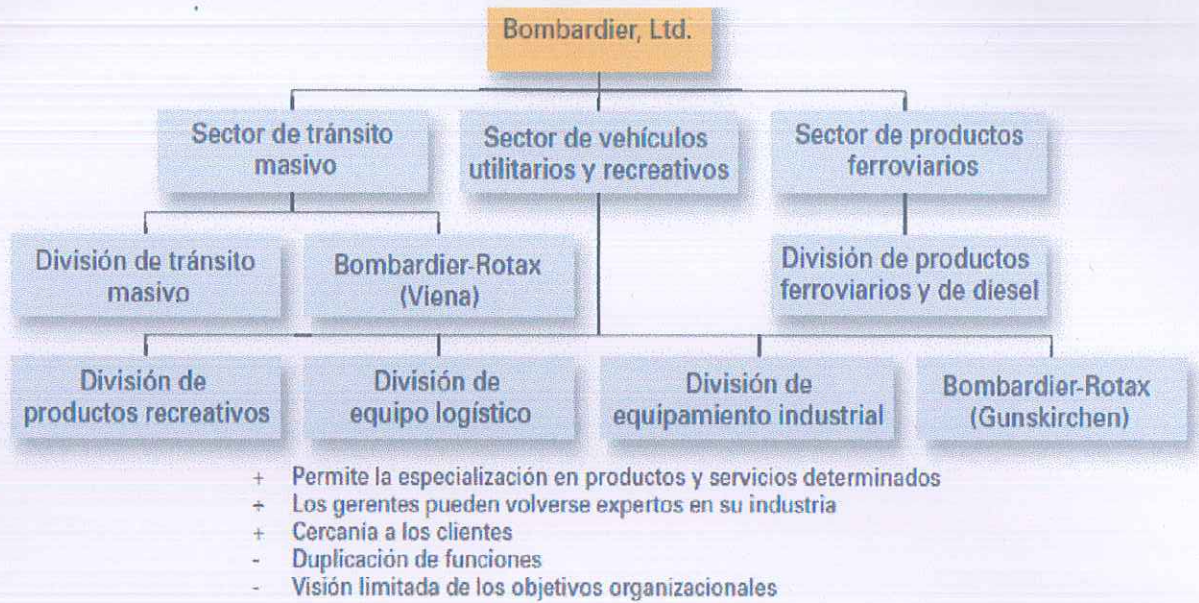 Bombardier, Ltd.
Sector de tránsito
masivo
Sector de vehículos
utilitarios y recreativos
Sector de productos
ferroviarios
División de tránsito
masivo
Bombardier-Rotax
(Viena)
División de productos
ferroviarios y de diesel
División de
productos recreativos
División de
equipo logístico
División de
equipamiento industrial
Bombardier-Rotax
(Gunskirchen)
+ Permite la especialización en productos y servicios determinados
+ Los gerentes pueden volverse expertos en su industria
+ Cercanía a los clientes
- Duplicación de funciones
- Visión limitada de los objetivos organizacionales